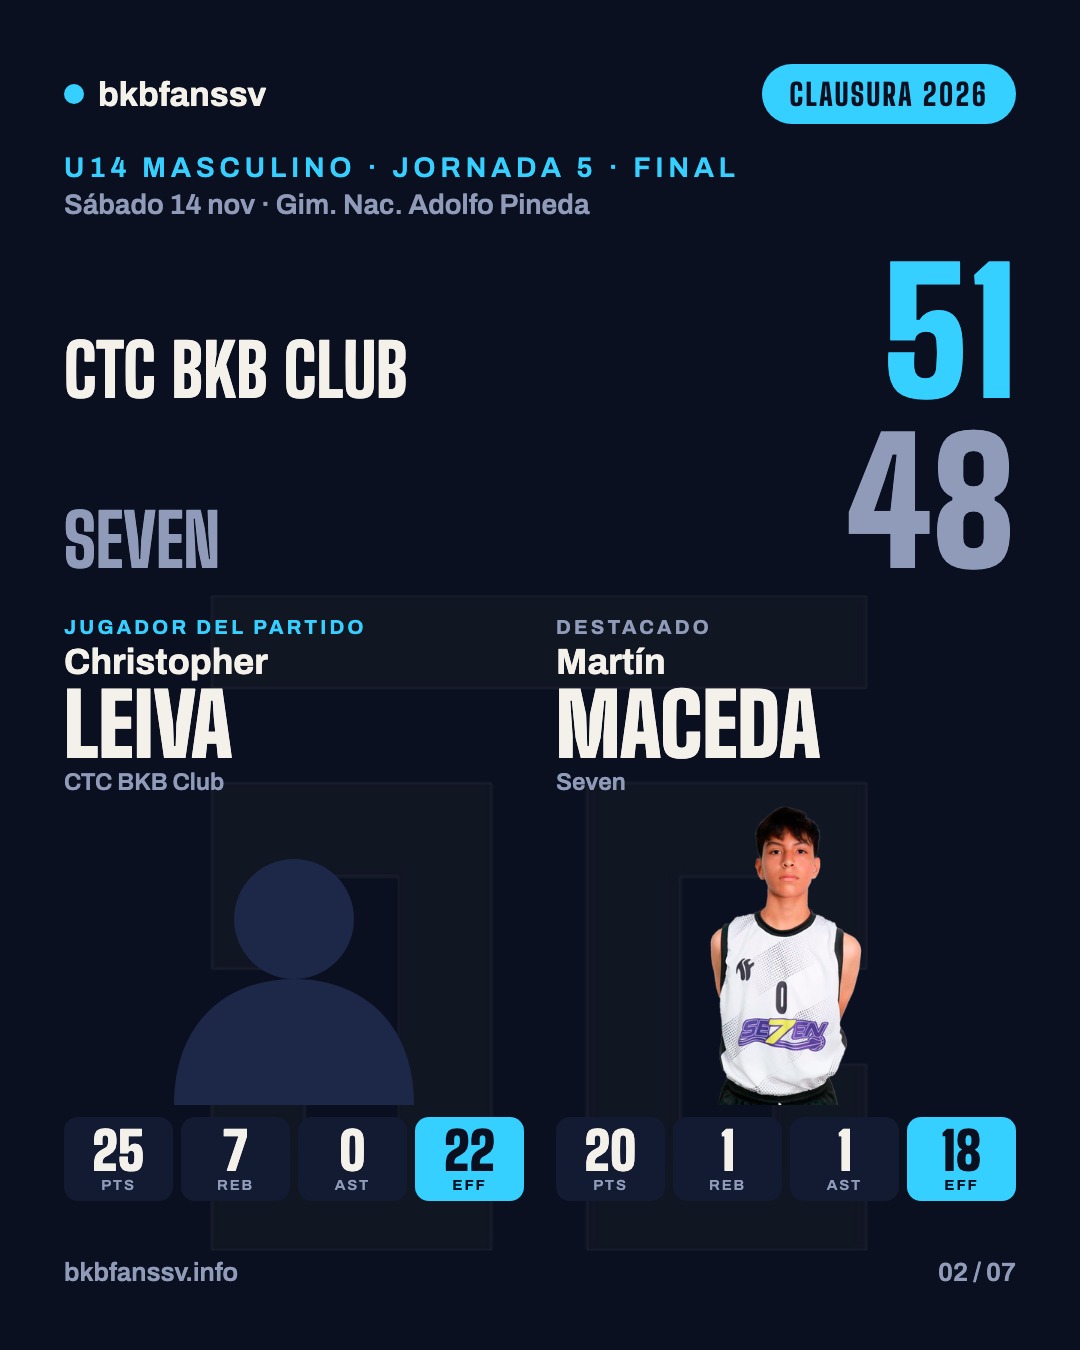 bkbfanssv
CLAUSURA 2026
U14 MASCULINO · JORNADA 5 · FINAL
Sábado 14 nov · Gim. Nac. Adolfo Pineda
CTC BKB CLUB
51
SEVEN
48
JUGADOR DEL PARTIDO
Christopher
LEIVA
CTC BKB Club
DESTACADO
Martín
MACEDA
Seven
0
SE7EN
25 PTS
7 REB
0 AST
22 EFF
20 PTS
1 REB
1 AST
18 EFF
bkbfanssv.info
02 / 07